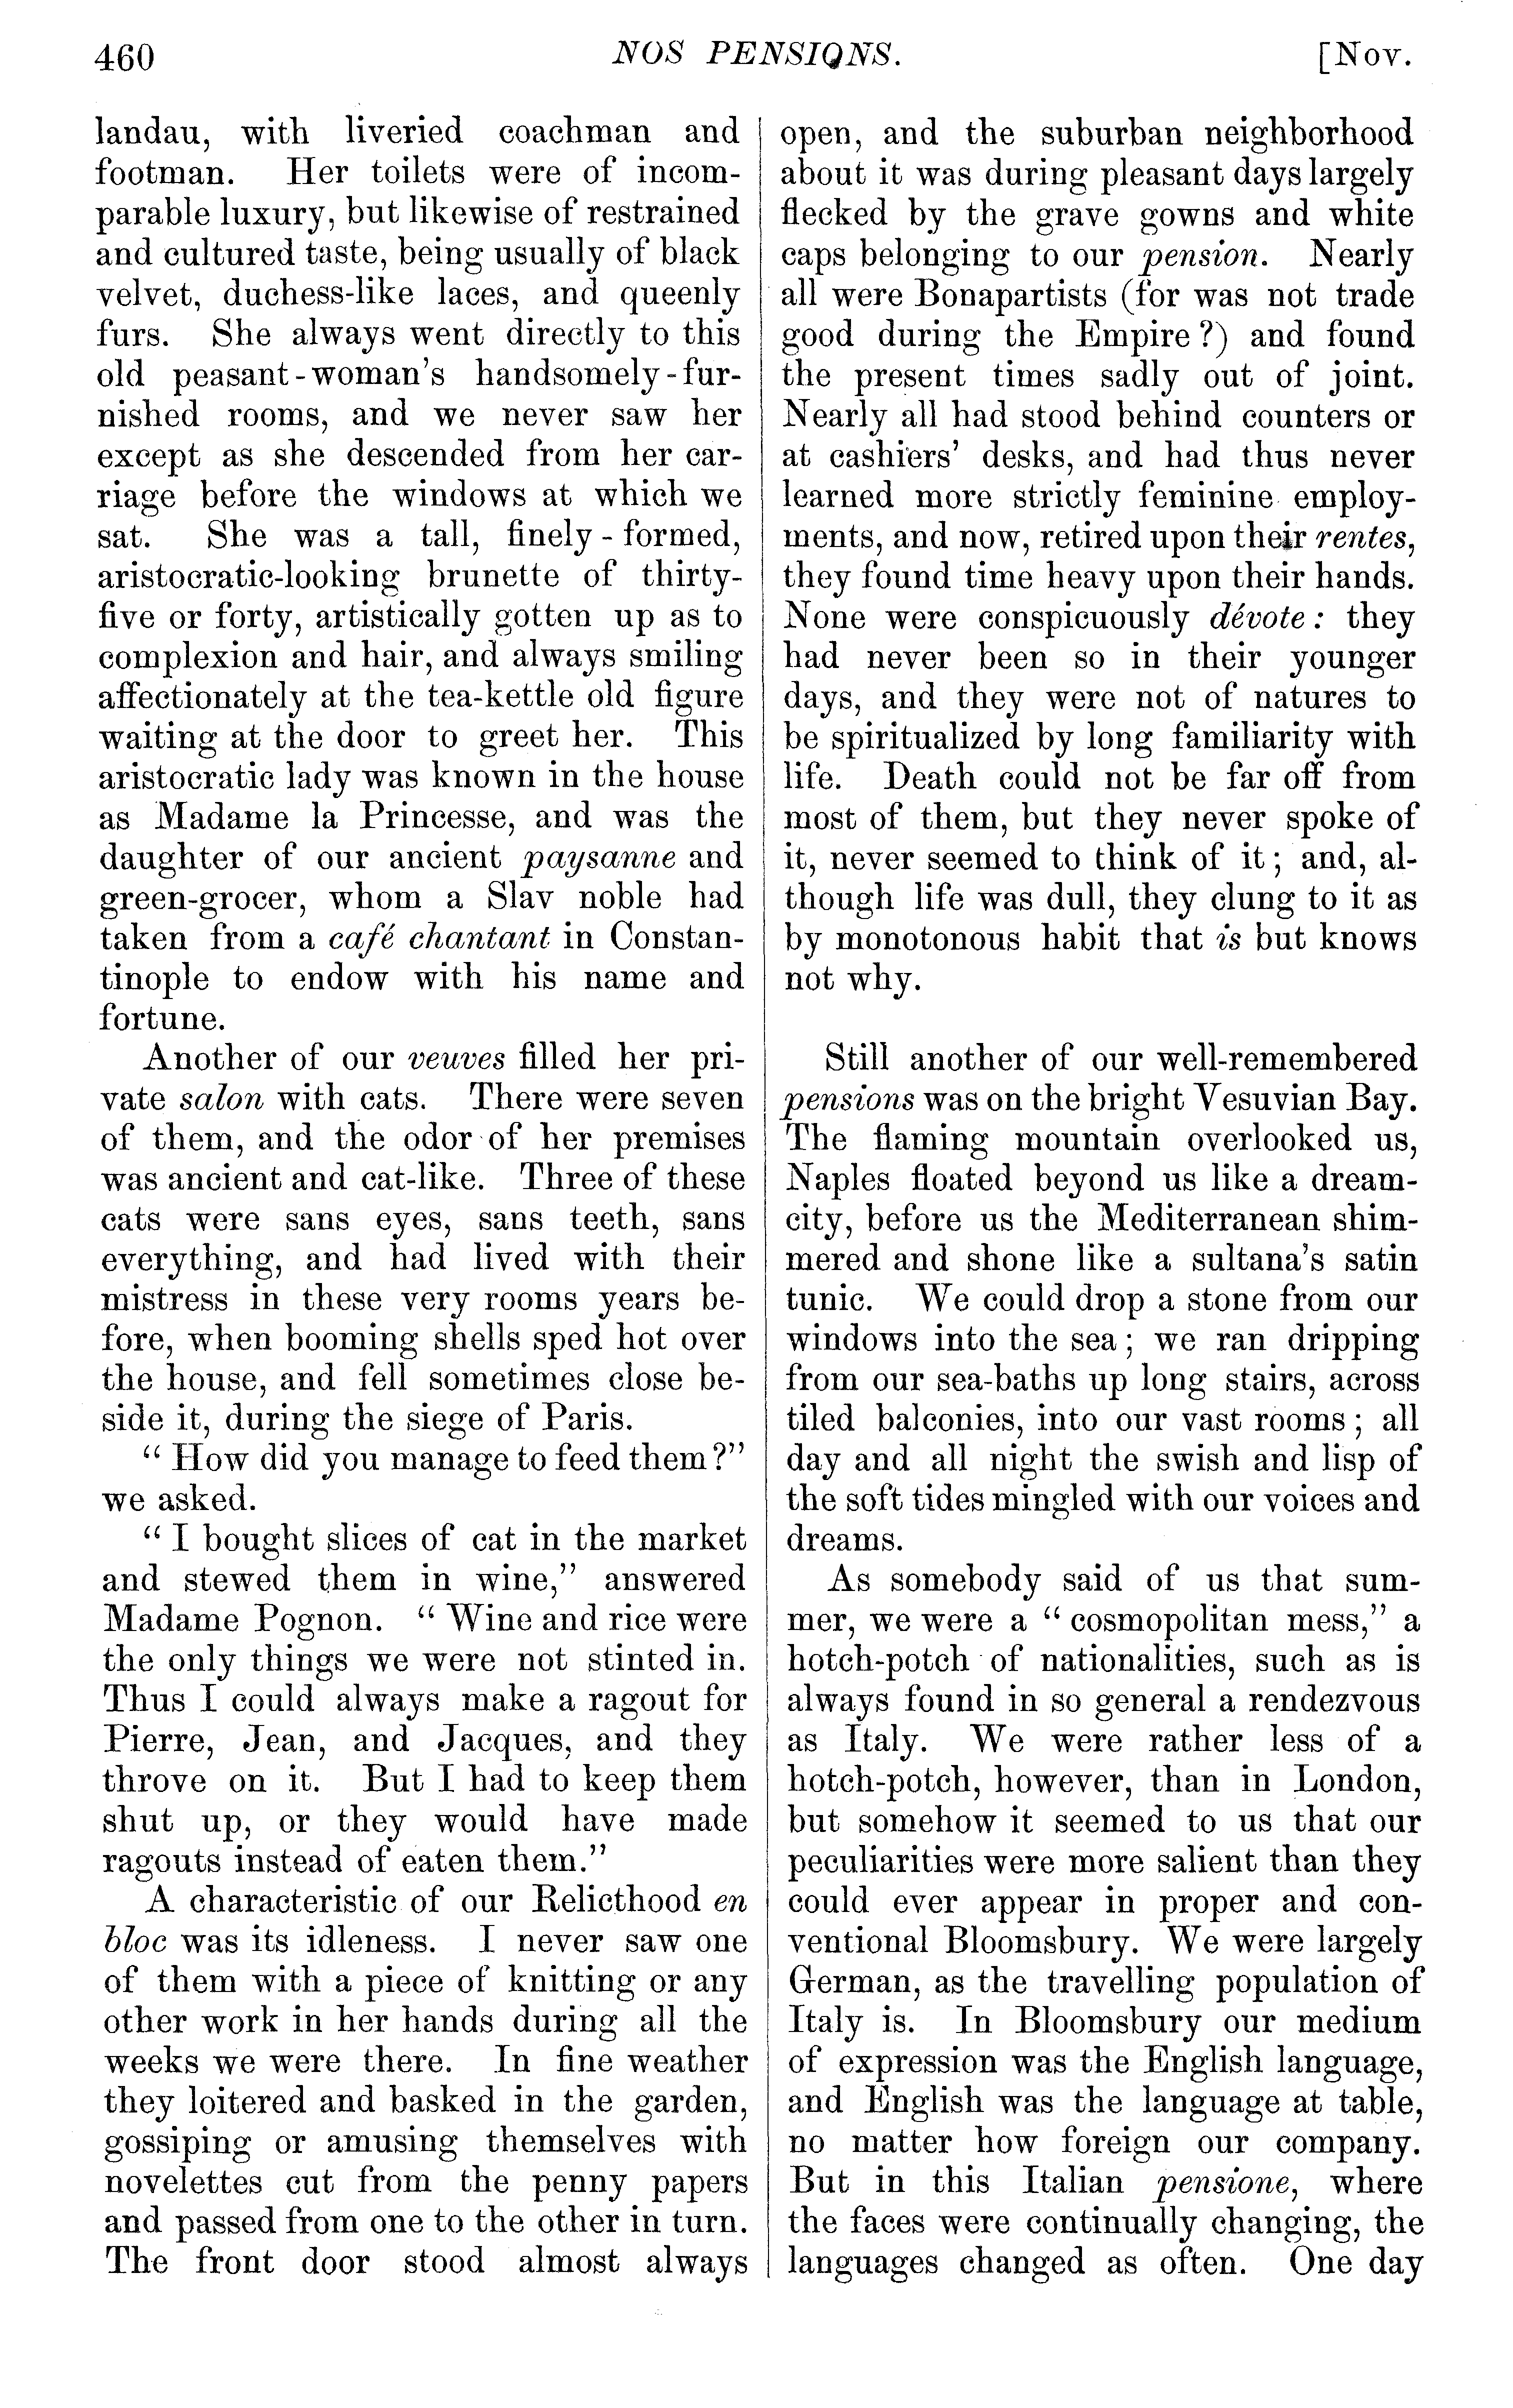 460
NOS PENSIONS.
[Nov.
landau, with liveried coachman and
footman. Her toilets were of incom-
parable luxury, but likewise of restrained
and cultured taste, being usually of black
velvet, duchess-like laces, and queenly
furs. She always went directly to this
old peasant-woman's handsomely-fur-
nished rooms, and we never saw her
except as she descended from her car-
riage before the windows at which we
sat. She was a tall, finely-formed,
aristocratic-looking brunette of thirty-
five or forty, artistically gotten up as to
complexion and hair, and always smiling
affectionately at the tea-kettle old figure
waiting at the door to greet her. This
aristocratic lady was known in the house
as Madame la Princesse, and was the
daughter of our ancient paysanne and
green-grocer, whom a Slav noble had
taken from a café chantant in Constan-
tinople to endow with his name and
fortune.
Another of our veuves filled her pri-
vate salon with cats. There were seven
of them, and the odor of her premises
was ancient and cat-like. Three of these
cats were sans eyes, sans teeth, sans
everything, and had lived with their
mistress in these very rooms years be-
fore, when booming shells sped hot over
the house, and fell sometimes close be-
side it, during the siege of Paris.
"How did you manage to feed them?"
we asked.
"I bought slices of cat in the market
and stewed them in wine," answered
Madame Pognon. "Wine and rice were
the only things we were not stinted in.
Thus I could always make a ragout for
Pierre, Jean, and Jacques, and they
throve on it. But I had to keep them
shut up, or they would have made
ragouts instead of eaten them."
A characteristic of our Relicthood en
bloc was its idleness. I never saw one
of them with a piece of knitting or any
other work in her hands during all the
weeks we were there. In fine weather
they loitered and basked in the garden,
gossiping or amusing themselves with
novelettes cut from the penny papers
and passed from one to the other in turn.
The front door stood almost always
open, and the suburban neighborhood
about it was during pleasant days largely
flecked by the grave gowns and white
caps belonging to our pension. Nearly
all were Bonapartists (for was not trade
good during the Empire?) and found
the present times sadly out of joint.
Nearly all had stood behind counters or
at cashiers' desks, and had thus never
learned more strictly feminine employ-
ments, and now, retired upon their rentes,
they found time heavy upon their hands.
None were conspicuously dévote: they
had never been so in their younger
days, and they were not of natures to
be spiritualized by long familiarity with
life. Death could not be far off from
most of them, but they never spoke of
it, never seemed to think of it; and, al-
though life was dull, they clung to it as
by monotonous habit that is but knows
not why.
Still another of our well-remembered
pensions was on the bright Vesuvian Bay.
The flaming mountain overlooked us,
Naples floated beyond us like a dream-
city, before us the Mediterranean shim-
mered and shone like a sultana's satin
tunic. We could drop a stone from our
windows into the sea; we ran dripping
from our sea-baths up long stairs, across
tiled balconies, into our vast rooms; all
day and all night the swish and lisp of
the soft tides mingled with our voices and
dreams.
As somebody said of us that sum-
mer, we were a "cosmopolitan mess," a
hotch-potch of nationalities, such as is
always found in so general a rendezvous
as Italy. We were rather less of a
hotch-potch, however, than in London,
but somehow it seemed to us that our
peculiarities were more salient than they
could ever appear in proper and con-
ventional Bloomsbury. We were largely
German, as the travelling population of
Italy is. In Bloomsbury our medium
of expression was the English language,
and English was the language at table,
no matter how foreign our company.
But in this Italian pensione, where
the faces were continually changing, the
languages changed as often. One day